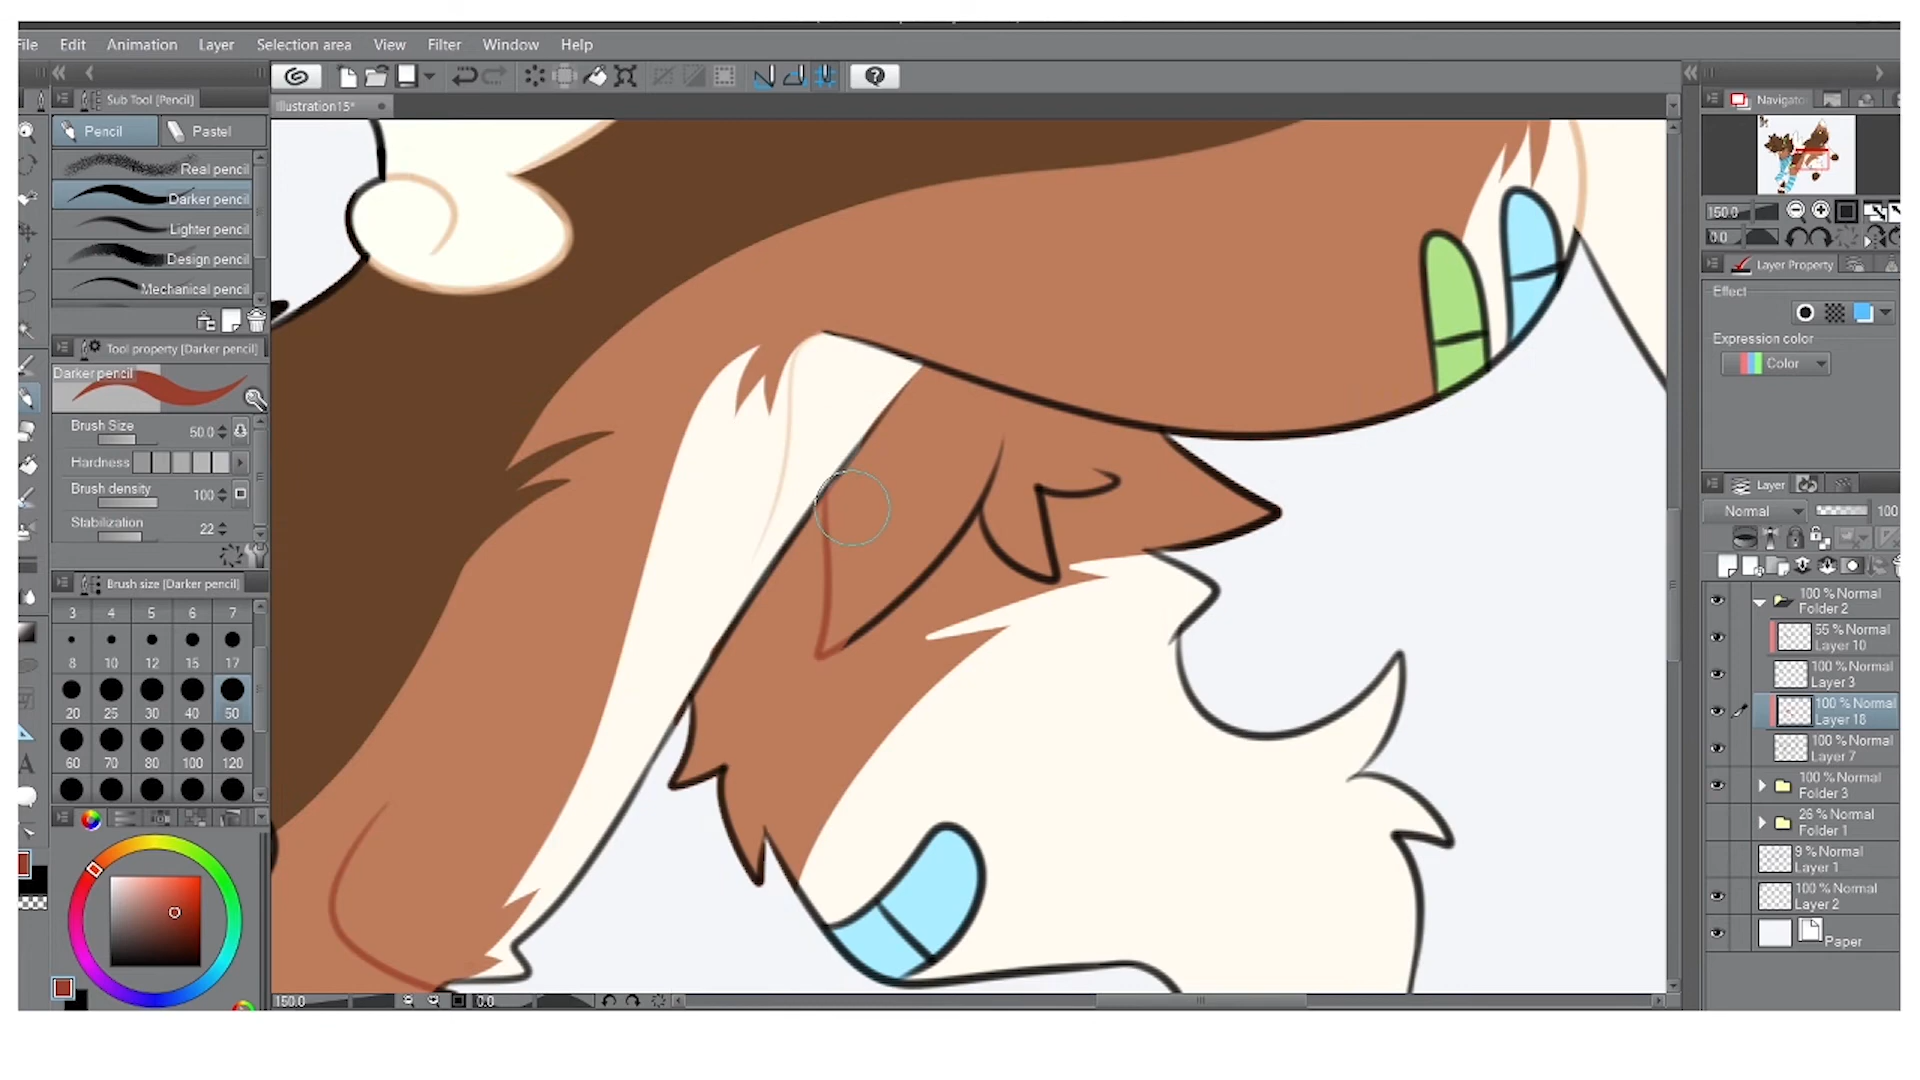 File Edit Animation Layer Selection area View Filter Window Help
Sub Tool [Pencil]
Illustration15*
Navigator
Pencil Pastel
Real pencil
Darker pencil
Lighter pencil
Design pencil
Mechanical pencil
Tool property [Darker pencil]
Darker pencil
Brush Size 50.0
Hardness
Brush density 100
Stabilization 22
Brush size [Darker pencil]
3 4 5 6 7
8 10 12 15 17
20 25 30 40 50
60 70 80 100 120
150.0 0.0
150.0
0.0
Layer Property
Effect
Expression color
Color
Layer
Normal 100
100 % Normal
Folder 2
55 % Normal
Layer 10
100 % Normal
Layer 3
100 % Normal
Layer 18
100 % Normal
Layer 7
100 % Normal
Folder 3
26 % Normal
Folder 1
9 % Normal
Layer 1
100 % Normal
Layer 2
Paper